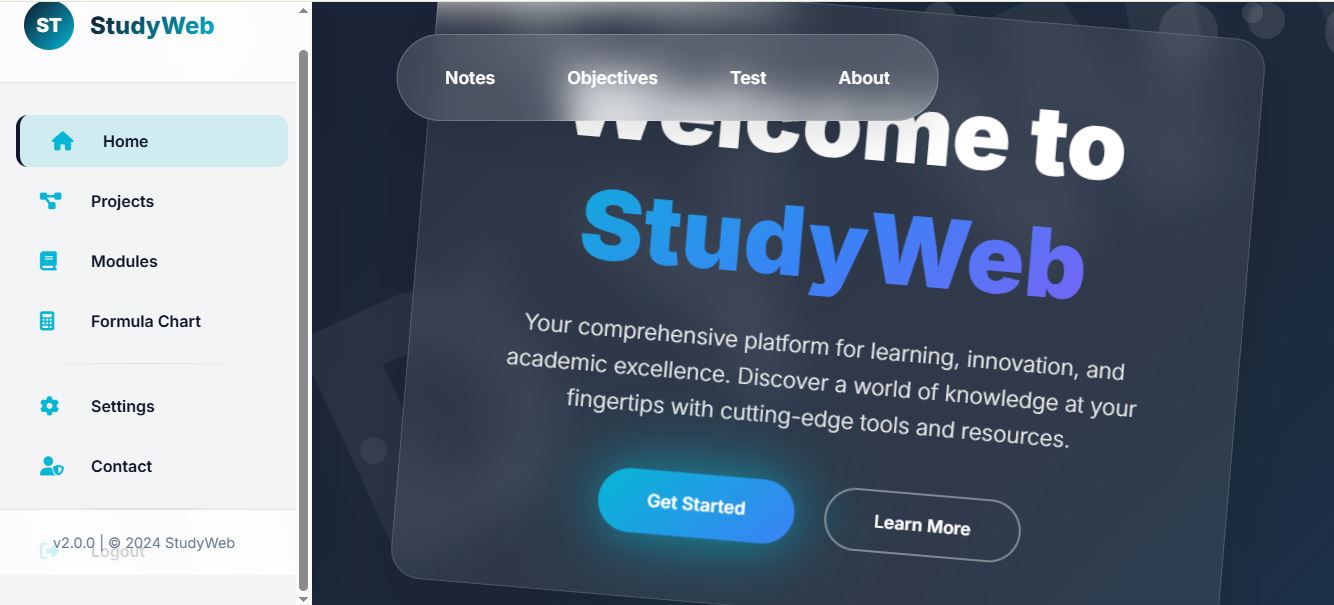 ST StudyWeb
Home
Projects
Modules
Formula Chart
Settings
Contact
v2.0.0 | © 2024 StudyWeb
Logout
Notes Objectives Test About
Welcome to
StudyWeb
Your comprehensive platform for learning, innovation, and
academic excellence. Discover a world of knowledge at your
fingertips with cutting-edge tools and resources.
Get Started Learn More